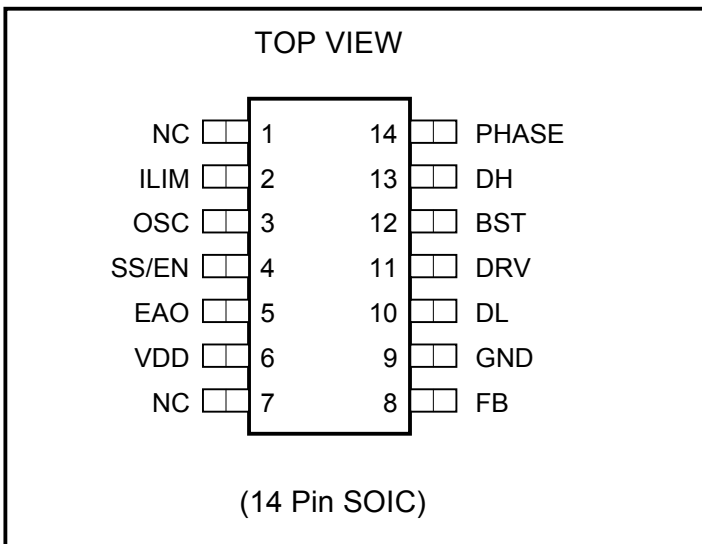 TOP VIEW
NC 1 14 PHASE
ILIM 2 13 DH
OSC 3 12 BST
SS/EN 4 11 DRV
EAO 5 10 DL
VDD 6 9 GND
NC 7 8 FB
(14 Pin SOIC)